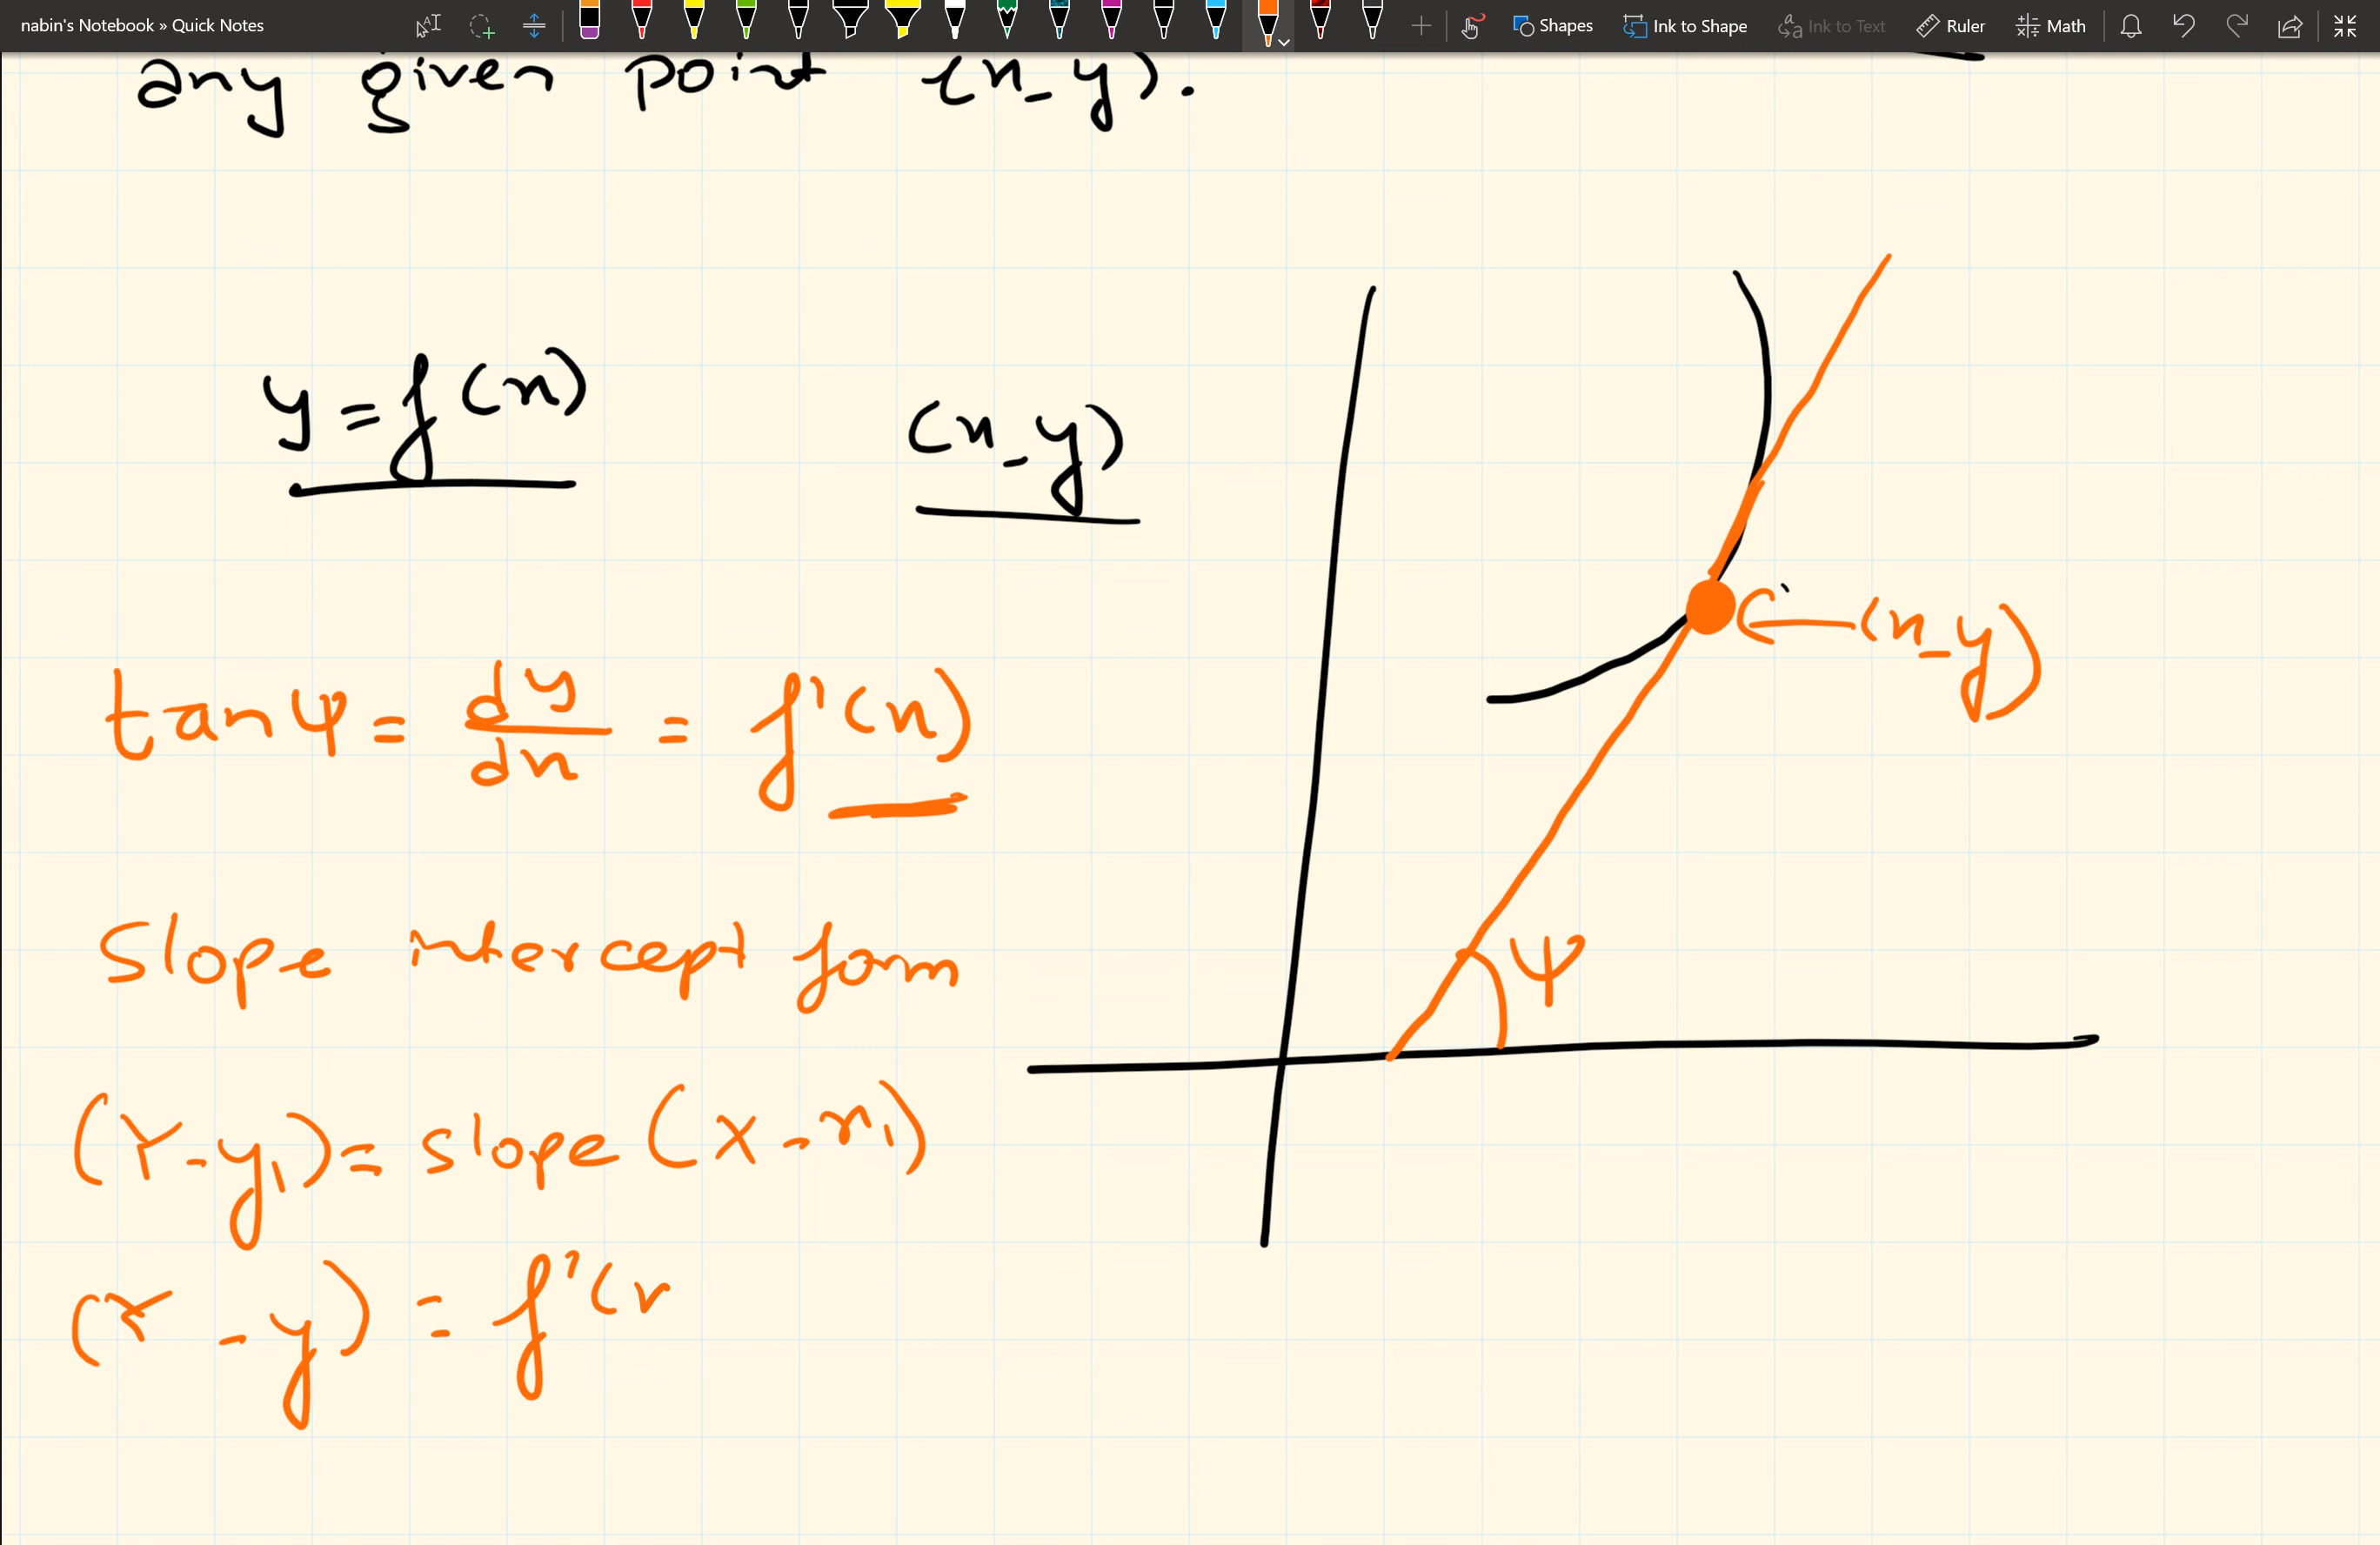 nabin's Notebook » Quick Notes
Shapes Ink to Shape Ink to Text Ruler Math
any given point (x, y).
y = f(x)
(x, y)
(x, y)
tan ψ = dy/dx = f'(x)
Slope intercept form
ψ
(Y - y₁) = slope (X - x₁)
(Y - y) = f'(